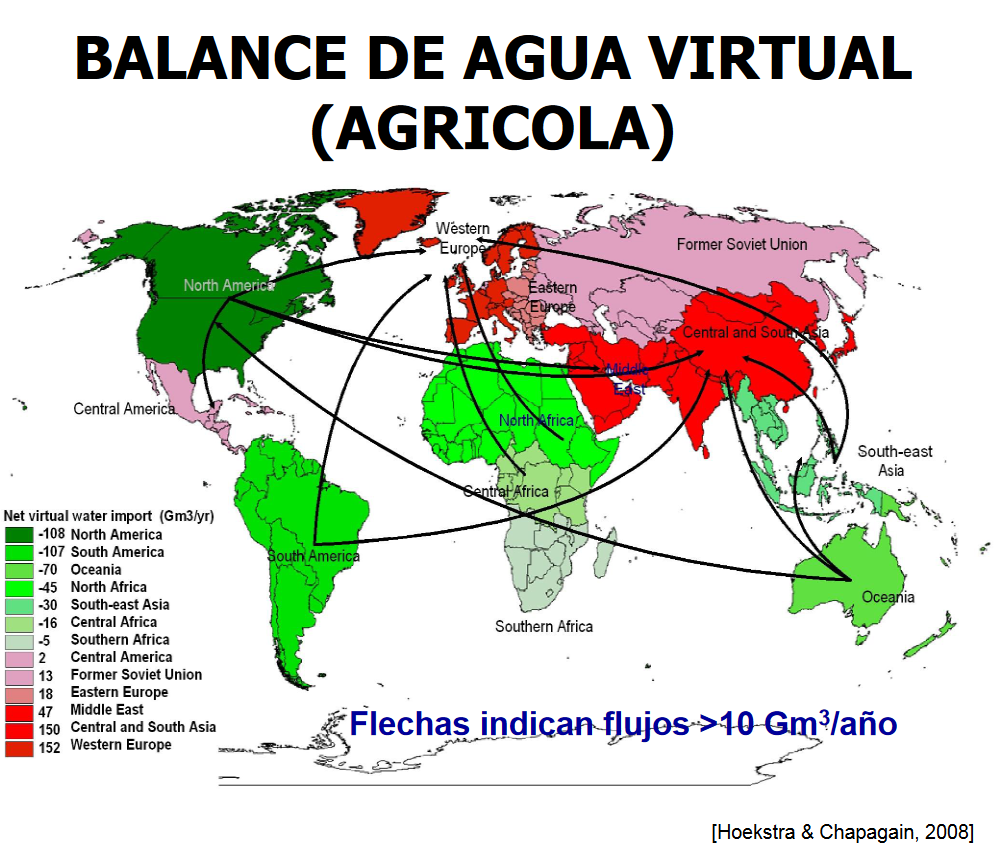 BALANCE DE AGUA VIRTUAL
(AGRICOLA)
Western
Europe
Former Soviet Union
North America
Eastern
Europe
Central and South Asia
Middle
East
Central America
North Africa
South-east
Asia
Central Africa
South America
Oceania
Southern Africa
Net virtual water import (Gm3/yr)
-108 North America
-107 South America
-70 Oceania
-45 North Africa
-30 South-east Asia
-16 Central Africa
-5 Southern Africa
2 Central America
13 Former Soviet Union
18 Eastern Europe
47 Middle East
150 Central and South Asia
152 Western Europe
Flechas indican flujos >10 Gm³/año
[Hoekstra & Chapagain, 2008]